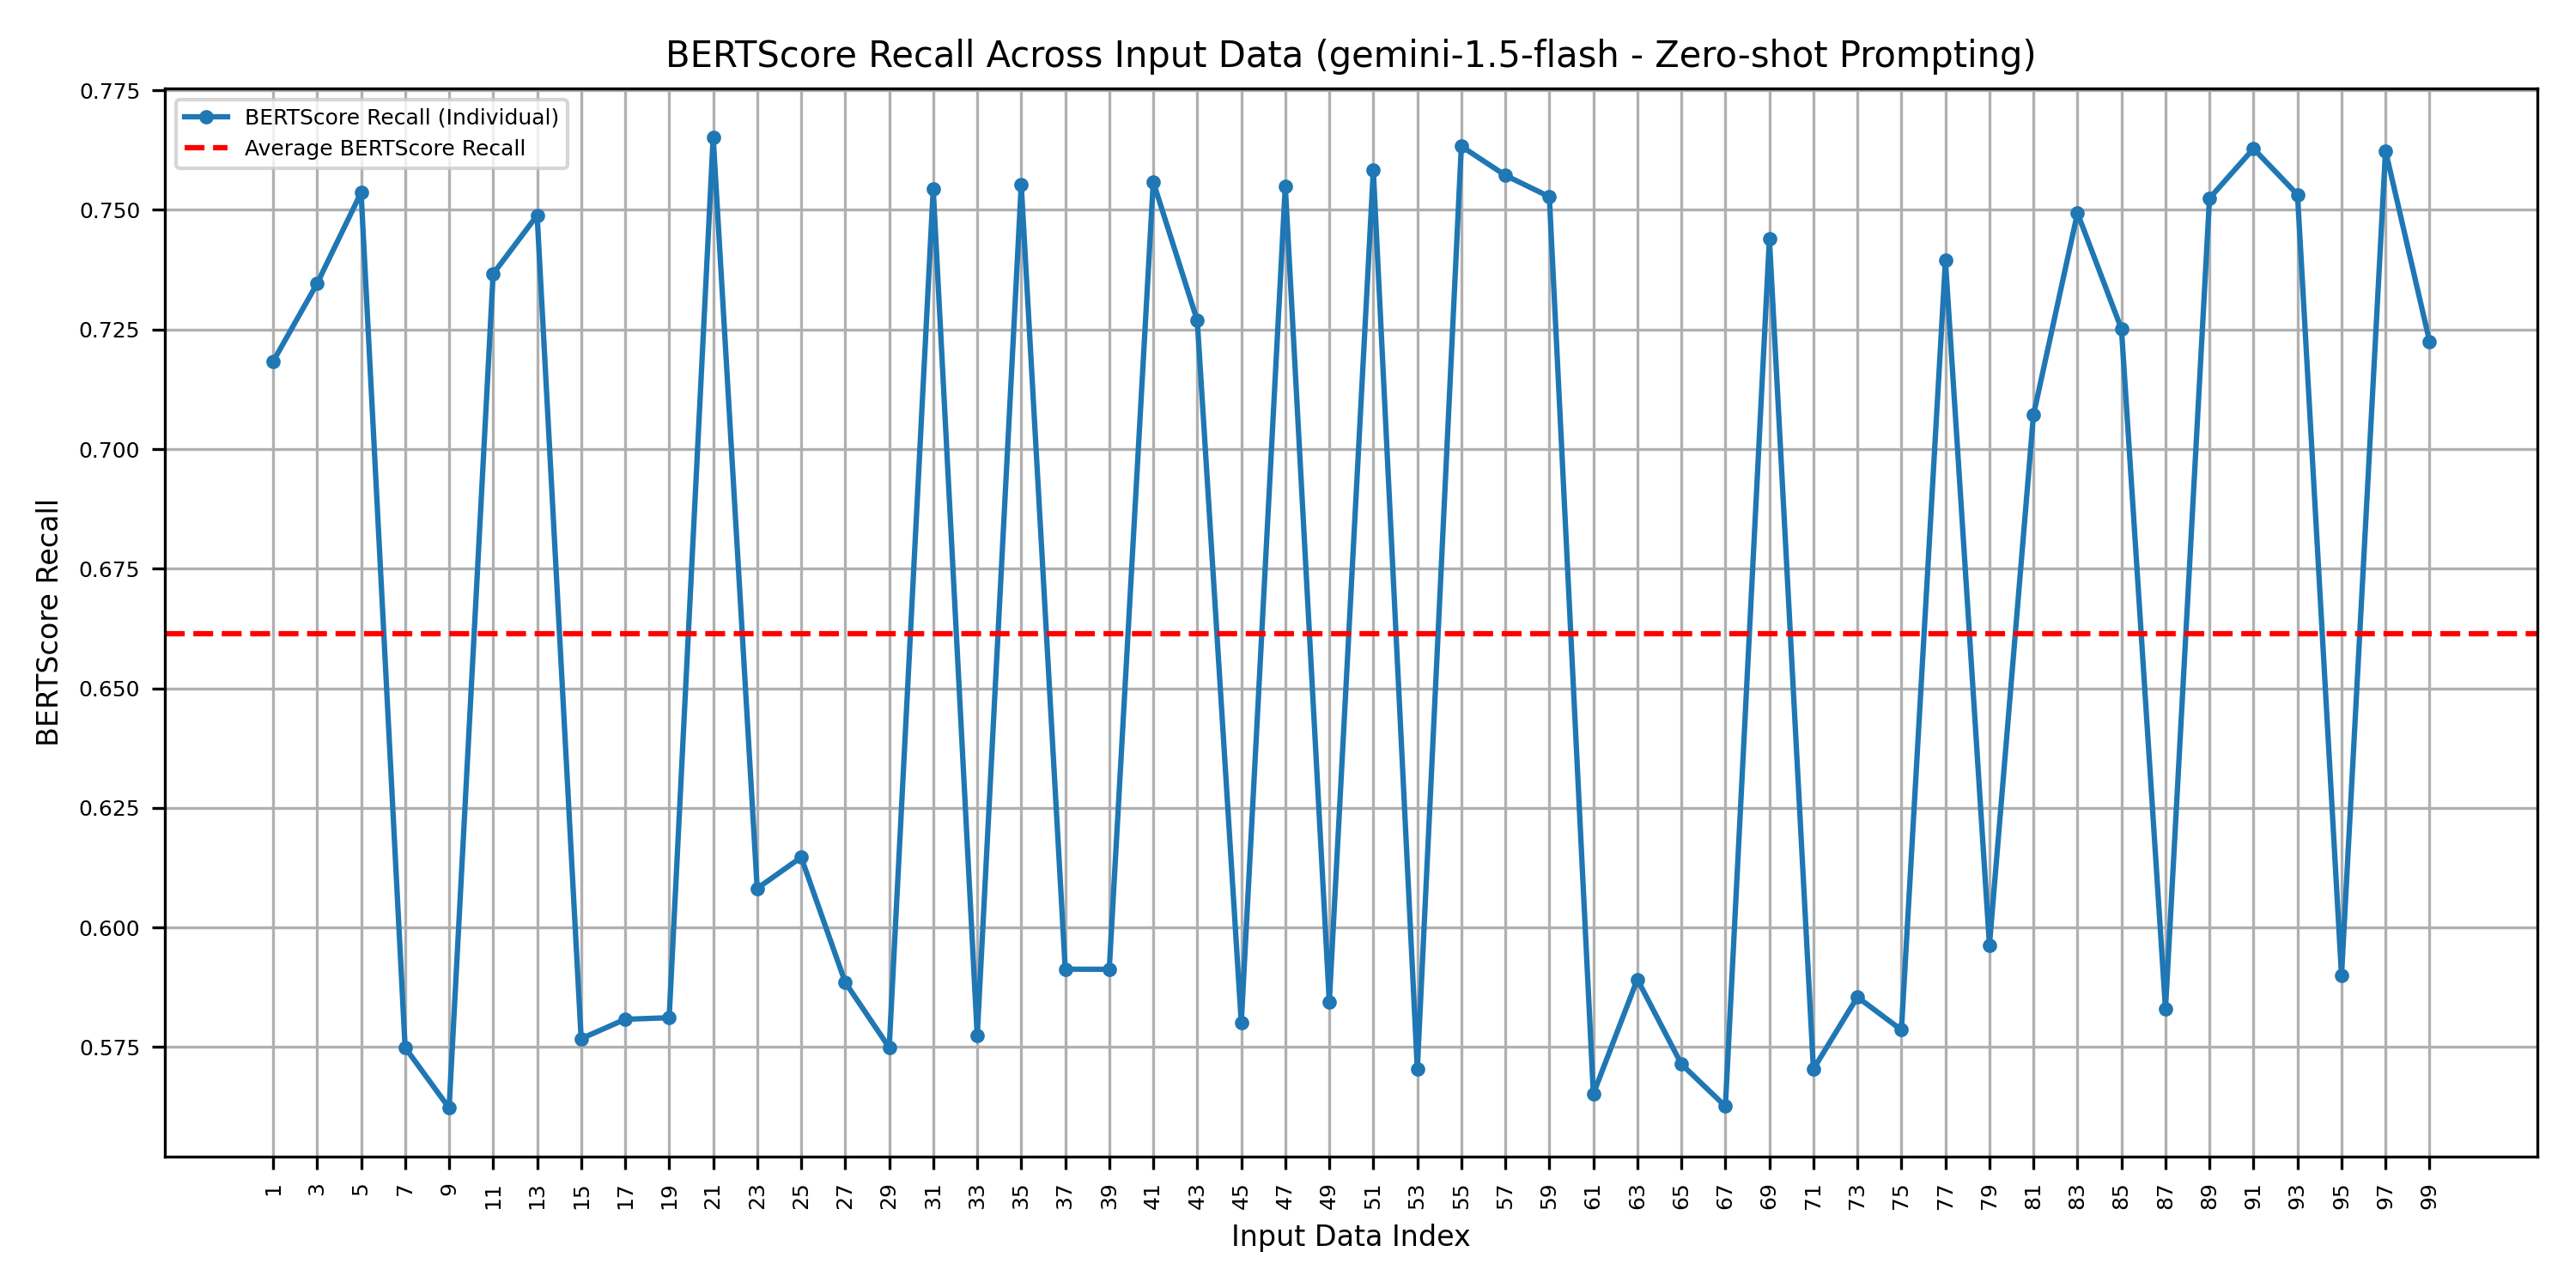 BERTScore Recall Across Input Data (gemini-1.5-flash - Zero-shot Prompting)
BERTScore Recall (Individual)
Average BERTScore Recall
0.775
0.750
0.725
0.700
0.675
0.650
0.625
0.600
0.575
BERTScore Recall
1 3 5 7 9 11 13 15 17 19 21 23 25 27 29 31 33 35 37 39 41 43 45 47 49 51 53 55 57 59 61 63 65 67 69 71 73 75 77 79 81 83 85 87 89 91 93 95 97 99
Input Data Index